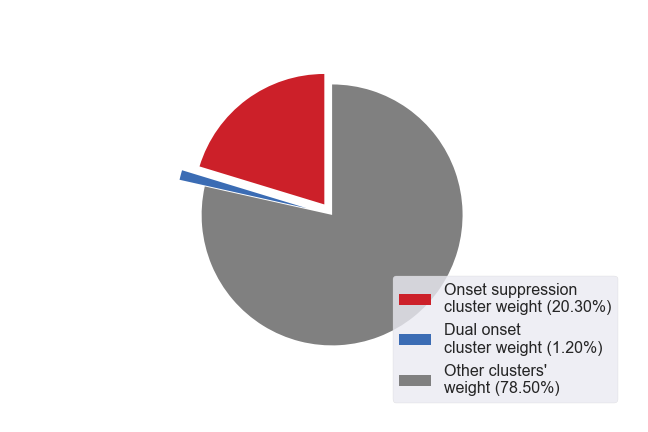 Onset suppression
cluster weight (20.30%)
Dual onset
cluster weight (1.20%)
Other clusters'
weight (78.50%)